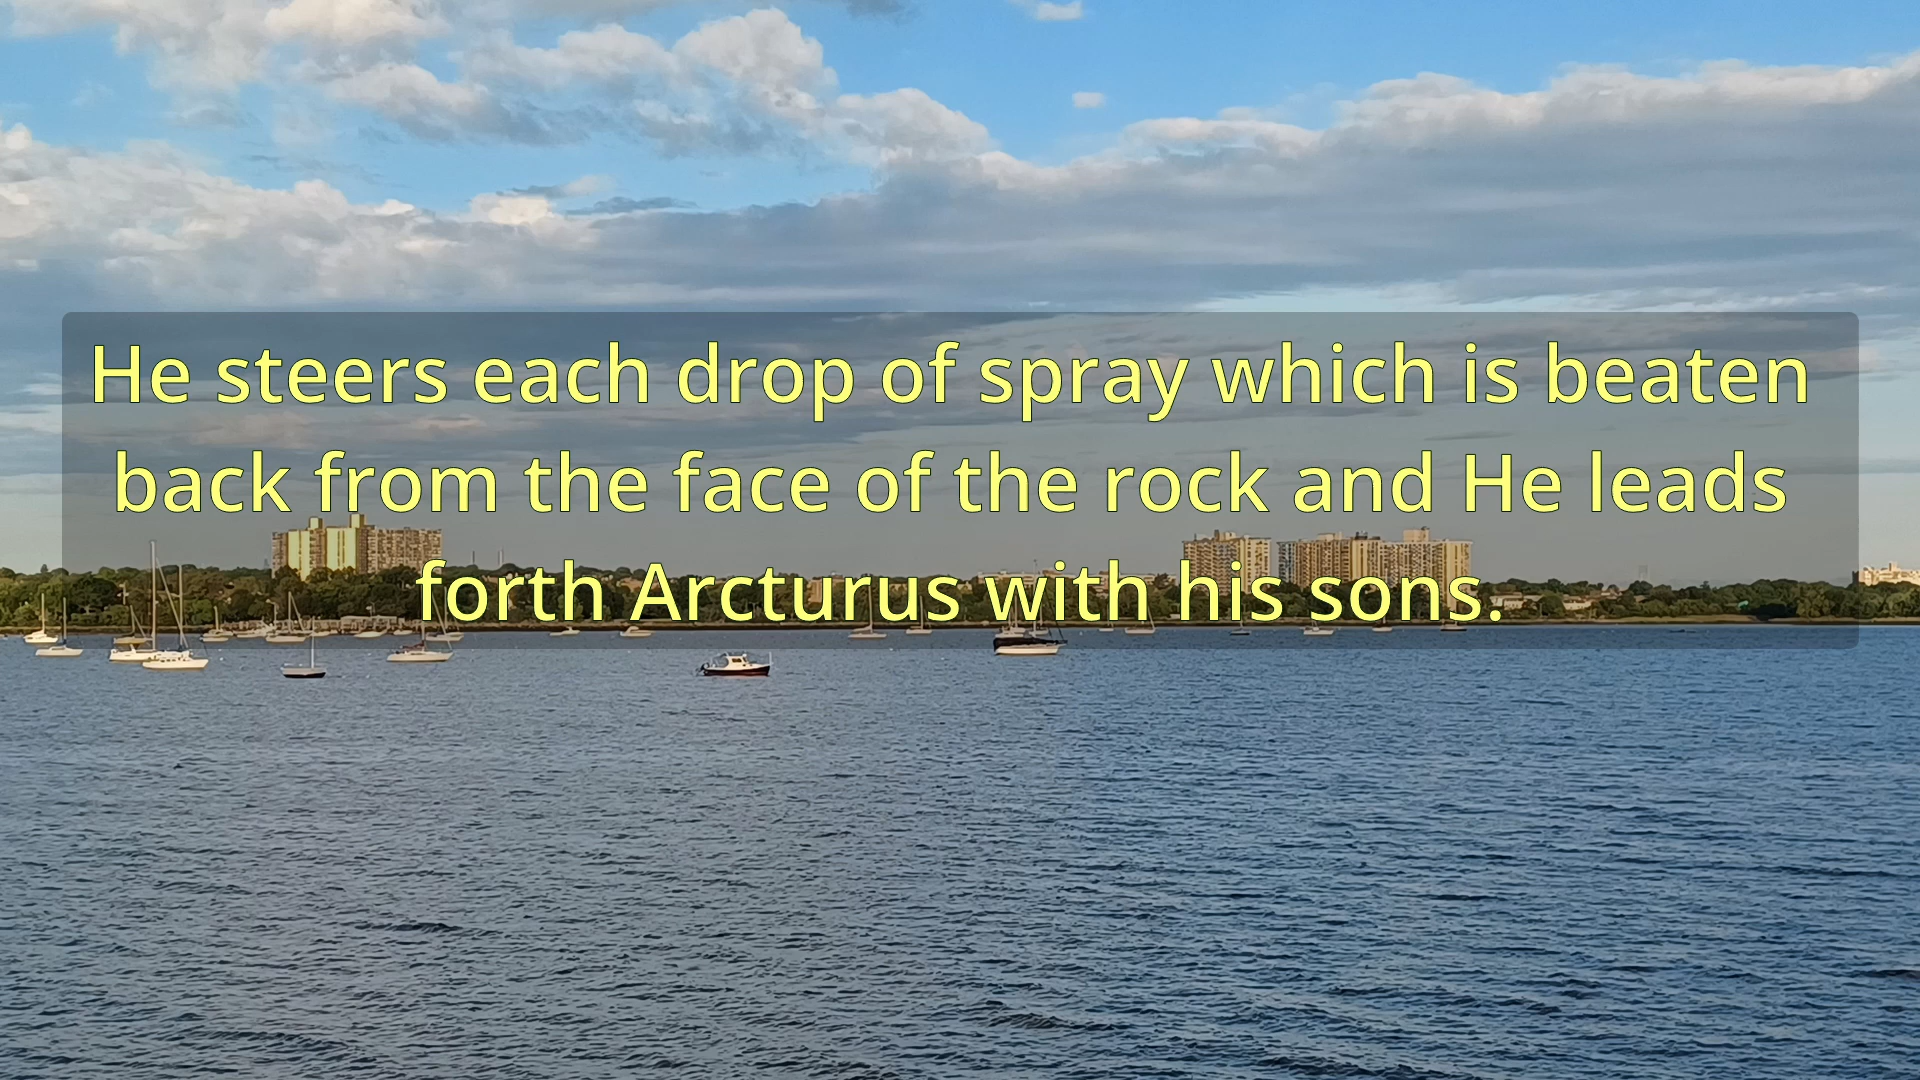 He steers each drop of spray which is beaten
back from the face of the rock and He leads
forth Arcturus with his sons.